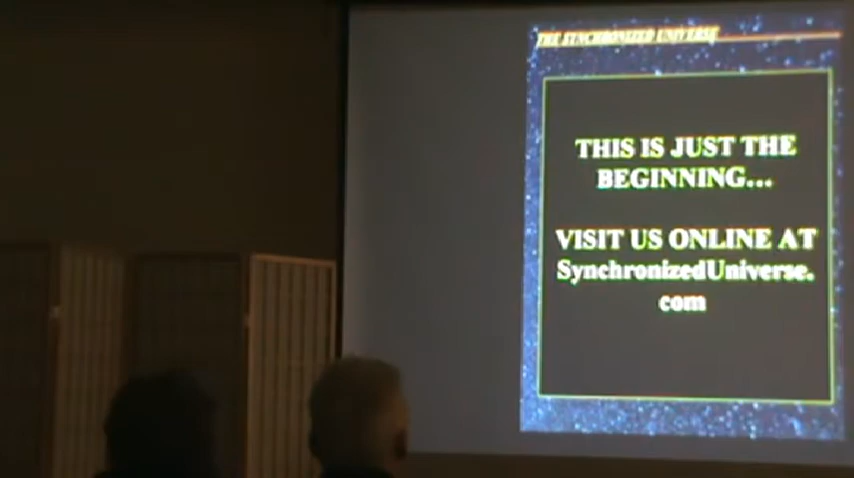 THE SYNCHRONIZED UNIVERSE
THIS IS JUST THE
BEGINNING...
VISIT US ONLINE AT
SynchronizedUniverse.
com